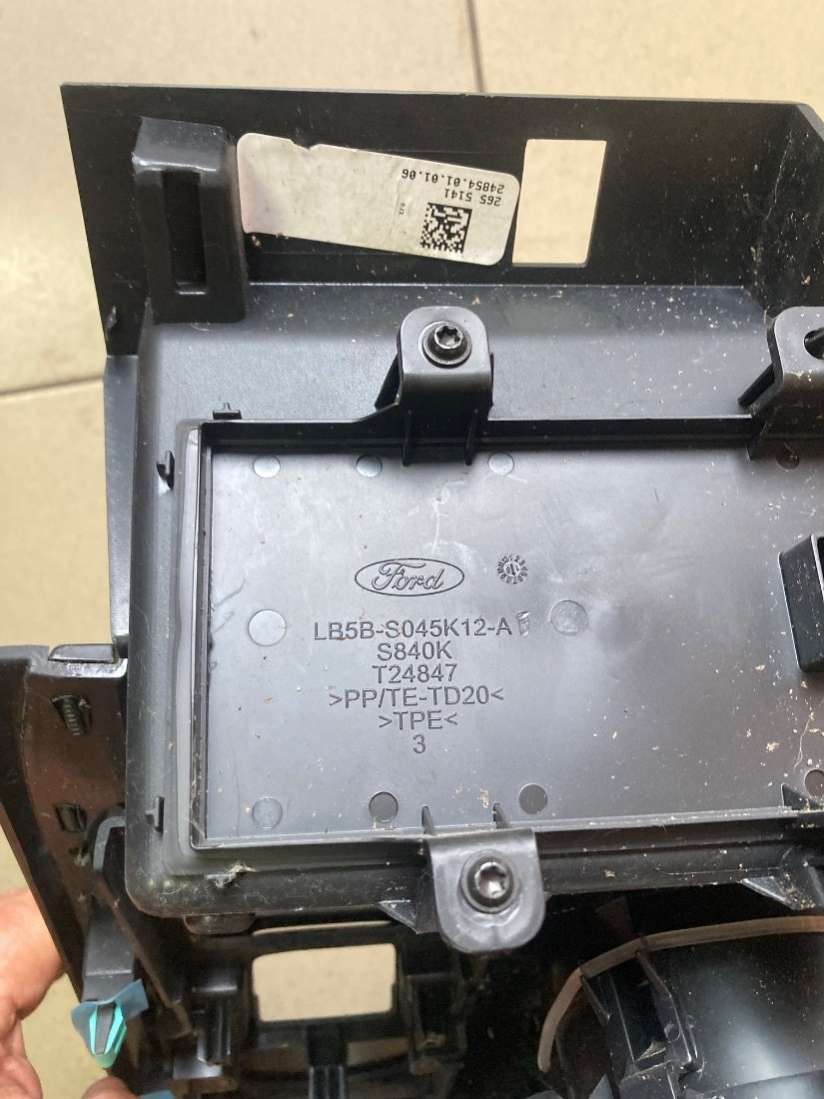 265 5141
24854.01.01.06
Ford
LB5B-S045K12-A
S840K
T24847
>PP/TE-TD20<
>TPE<
3